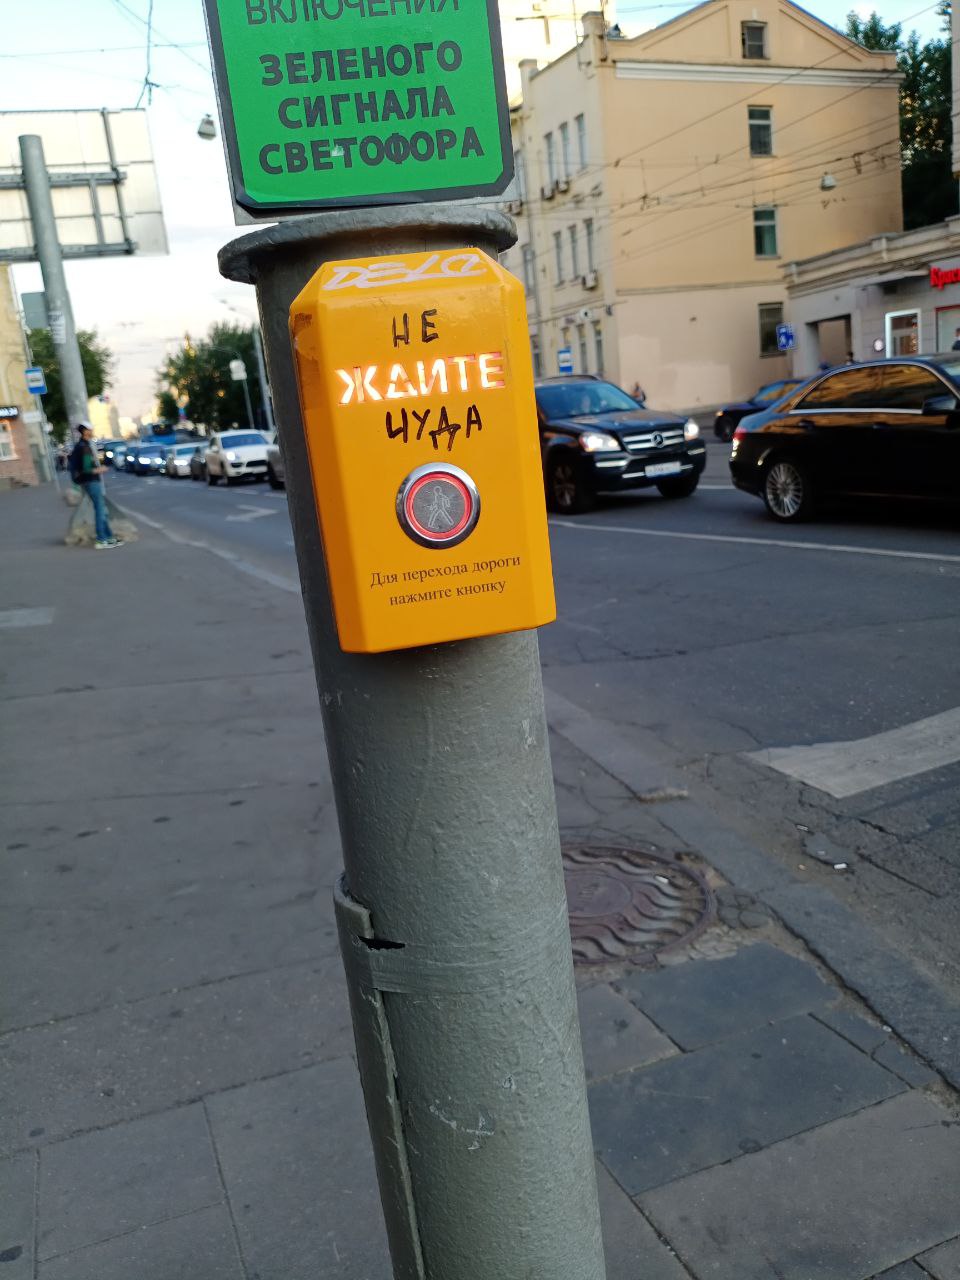 ВКЛЮЧЕНИЯ
ЗЕЛЕНОГО
СИГНАЛА
СВЕТОФОРА
НЕ
ЖДИТЕ
ЧУДА
Для перехода дороги
нажмите кнопку